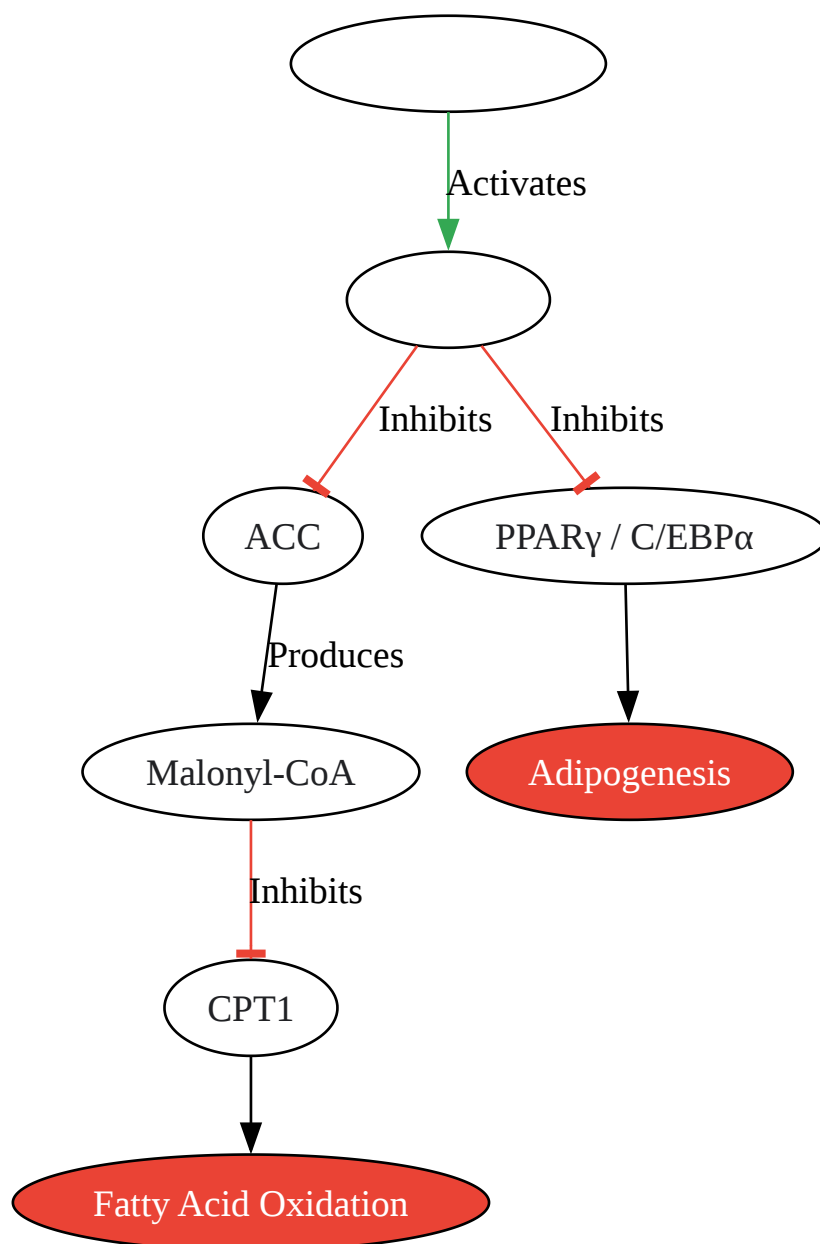 Activates
Inhibits
Inhibits
ACC
PPARγ / C/EBPα
Produces
Malonyl-CoA
Adipogenesis
Inhibits
CPT1
Fatty Acid Oxidation